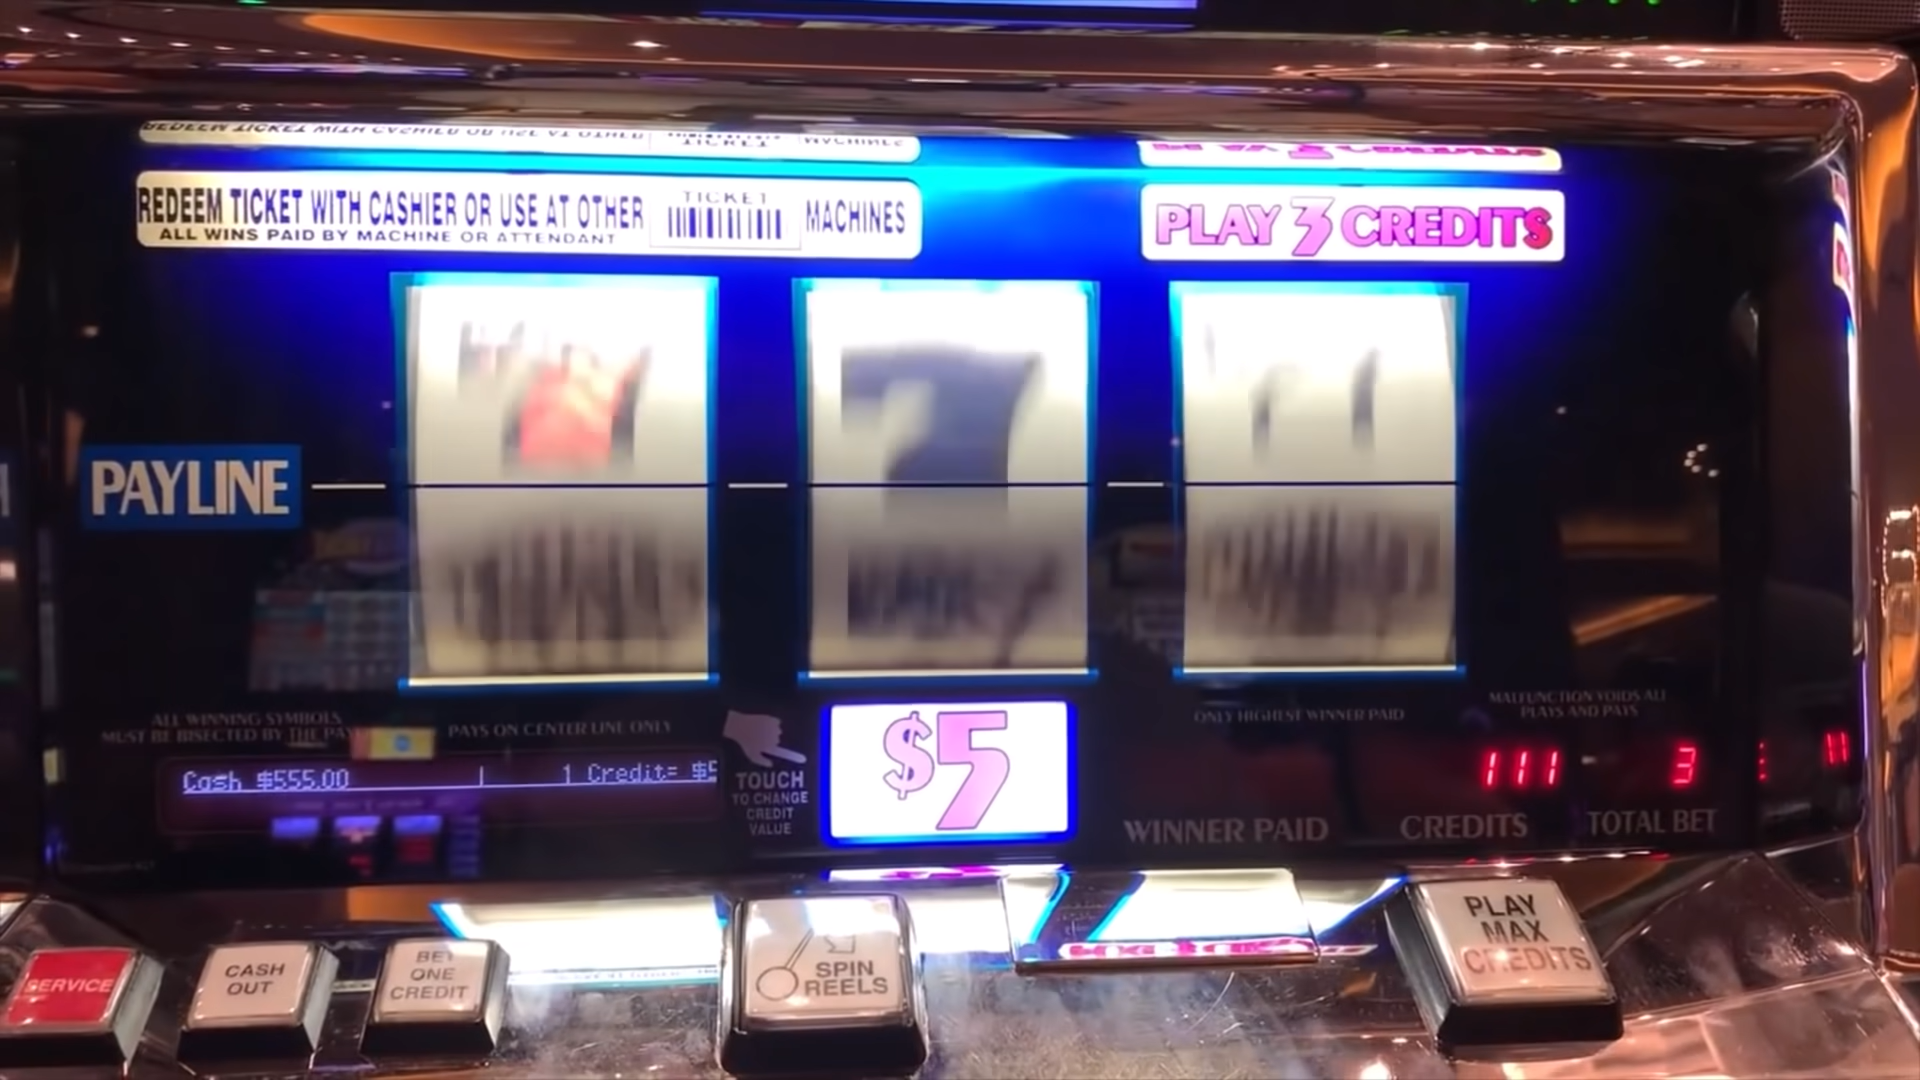 REDEEM TICKET WITH CASHIER OR USE AT OTHER TICKET MACHINES
ALL WINS PAID BY MACHINE OR ATTENDANT
PLAY 3 CREDITS
PAYLINE
ALL WINNING SYMBOLS
MUST BE BISECTED BY THE PAY
PAYS ON CENTER LINE ONLY
ONLY HIGHEST WINNER PAID
MALFUNCTION VOIDS ALL
PLAYS AND PAYS
Cash $555.00
1 Credit= $5
TOUCH
TO CHANGE
CREDIT
VALUE
$5
111
3
WINNER PAID
CREDITS
TOTAL BET
SERVICE
CASH
OUT
BET
ONE
CREDIT
SPIN
REELS
PLAY
MAX
CREDITS